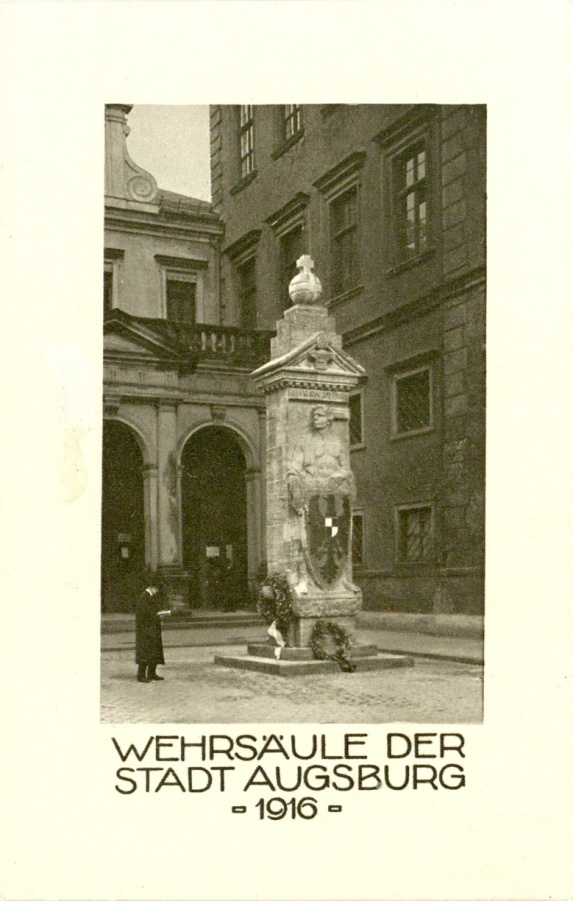 WEHRSÄULE DER
STADT AUGSBURG
- 1916 -